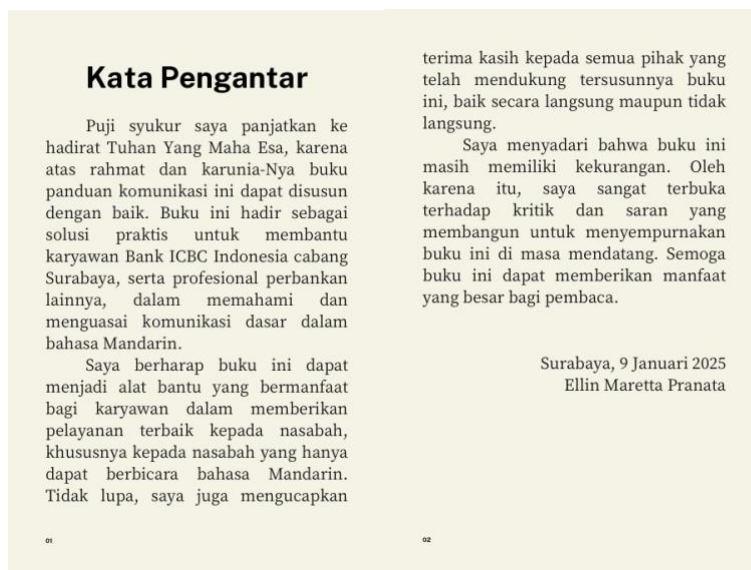 Kata Pengantar
Puji syukur saya panjatkan ke
hadirat Tuhan Yang Maha Esa, karena
atas rahmat dan karunia-Nya buku
panduan komunikasi ini dapat disusun
dengan baik. Buku ini hadir sebagai
solusi praktis untuk membantu
karyawan Bank ICBC Indonesia cabang
Surabaya, serta profesional perbankan
lainnya, dalam memahami dan
menguasai komunikasi dasar dalam
bahasa Mandarin.
Saya berharap buku ini dapat
menjadi alat bantu yang bermanfaat
bagi karyawan dalam memberikan
pelayanan terbaik kepada nasabah,
khususnya kepada nasabah yang hanya
dapat berbicara bahasa Mandarin.
Tidak lupa, saya juga mengucapkan
01
terima kasih kepada semua pihak yang
telah mendukung tersusunnya buku
ini, baik secara langsung maupun tidak
langsung.
Saya menyadari bahwa buku ini
masih memiliki kekurangan. Oleh
karena itu, saya sangat terbuka
terhadap kritik dan saran yang
membangun untuk menyempurnakan
buku ini di masa mendatang. Semoga
buku ini dapat memberikan manfaat
yang besar bagi pembaca.
Surabaya, 9 Januari 2025
Ellin Maretta Pranata
02